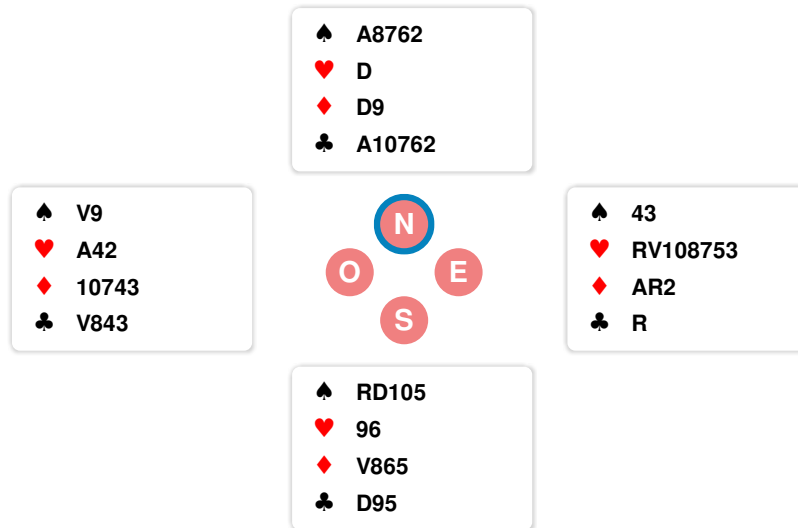 ♠ A8762
♥ D
♦ D9
♣ A10762
♠ V9
♥ A42
♦ 10743
♣ V843
N
O E
S
♠ 43
♥ RV108753
♦ AR2
♣ R
♠ RD105
♥ 96
♦ V865
♣ D95